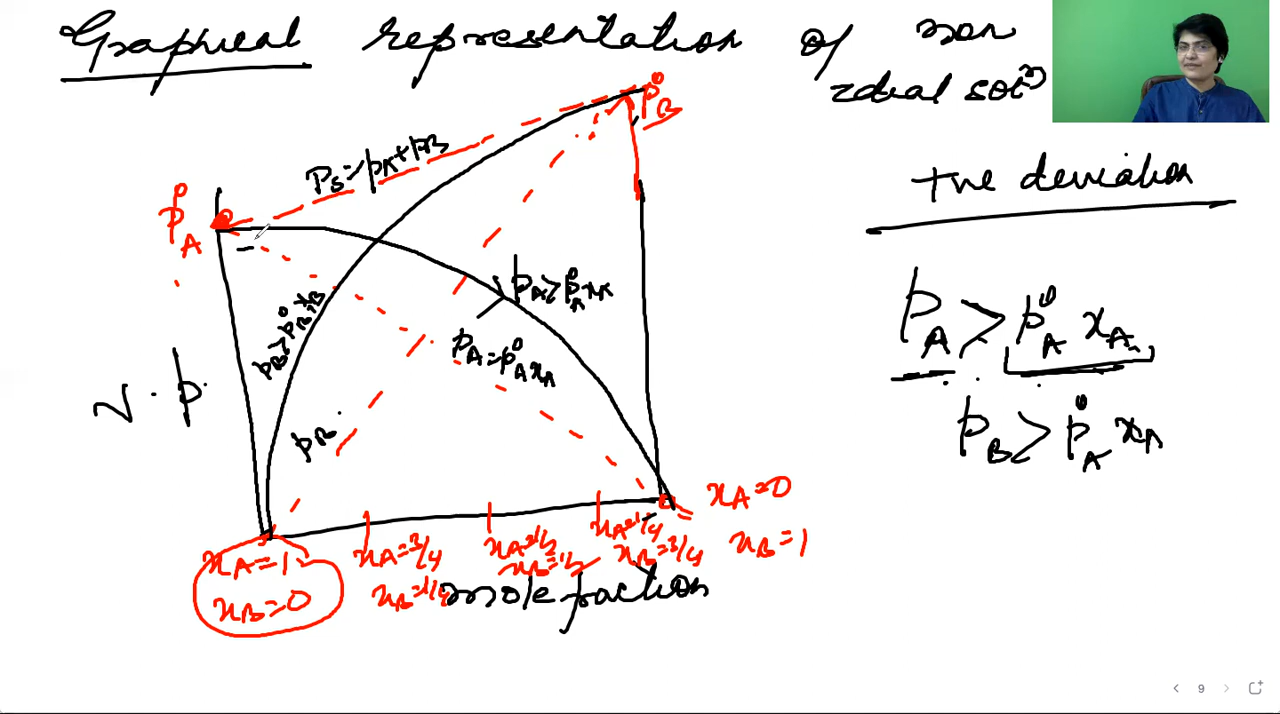 Graphical representation of non
ideal solⁿ
+ve deviation
p°B
Ps = pA + pB
p°A
pA > p°A xA
pB > p°B xB
pA = p°A xA
pB
V . p.
pA > p°A xA
pB > p°A xA
xA = 1
xB = 0
xA = 3/4
xB = 1/4
xA = 1/2
xB = 1/2
xA = 1/4
xB = 3/4
xA = 0
xB = 1
mole fraction
9